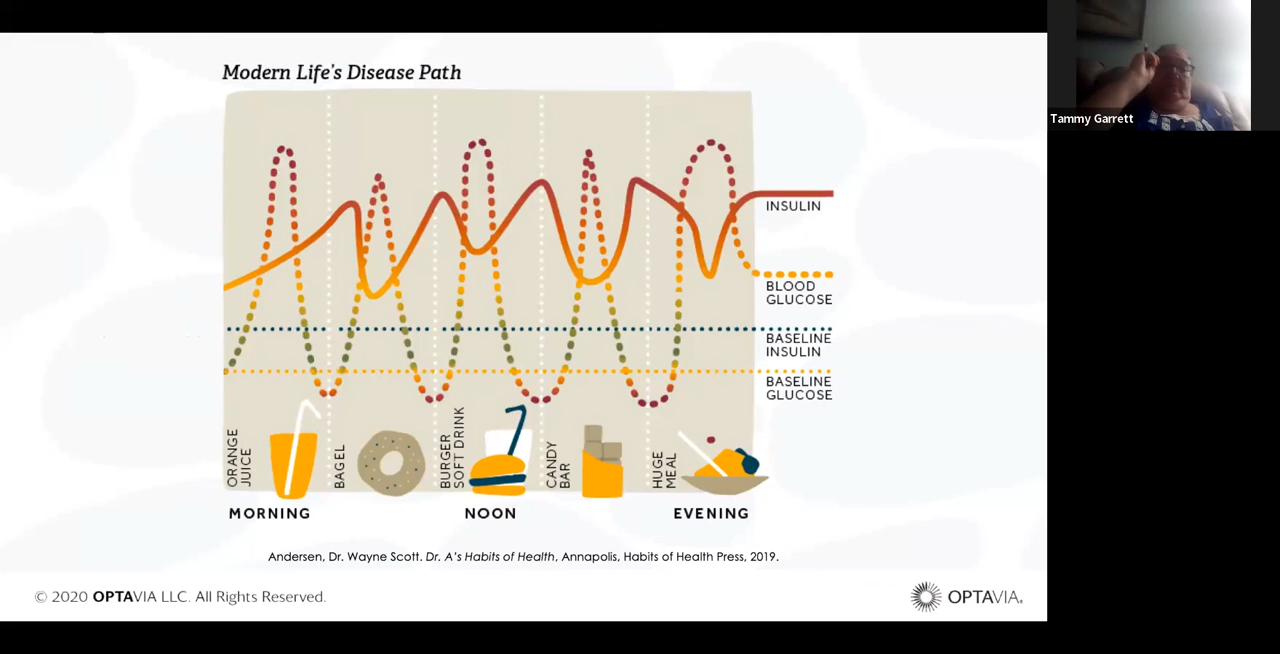 Modern Life's Disease Path
Tammy Garrett
INSULIN
BLOOD
GLUCOSE
BASELINE
INSULIN
BASELINE
GLUCOSE
ORANGE
JUICE
BAGEL
BURGER
SOFT DRINK
CANDY
BAR
HUGE
MEAL
MORNING
NOON
EVENING
Andersen, Dr. Wayne Scott. Dr. A's Habits of Health, Annapolis, Habits of Health Press, 2019.
© 2020 OPTAVIA LLC. All Rights Reserved.
OPTAVIA®